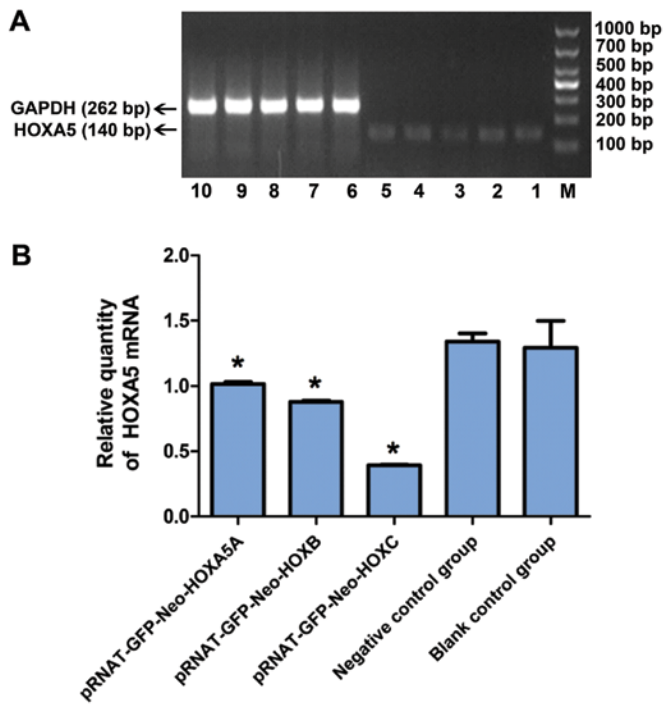 A
1000 bp
700 bp
500 bp
400 bp
300 bp
200 bp
100 bp
GAPDH (262 bp)
HOXA5 (140 bp)
10 9 8 7 6 5 4 3 2 1 M
B
Relative quantity
of HOXA5 mRNA
2.0
1.5
1.0
0.5
0.0
*
*
*
pRNAT-GFP-Neo-HOXA5A
pRNAT-GFP-Neo-HOXB
pRNAT-GFP-Neo-HOXC
Negative control group
Blank control group